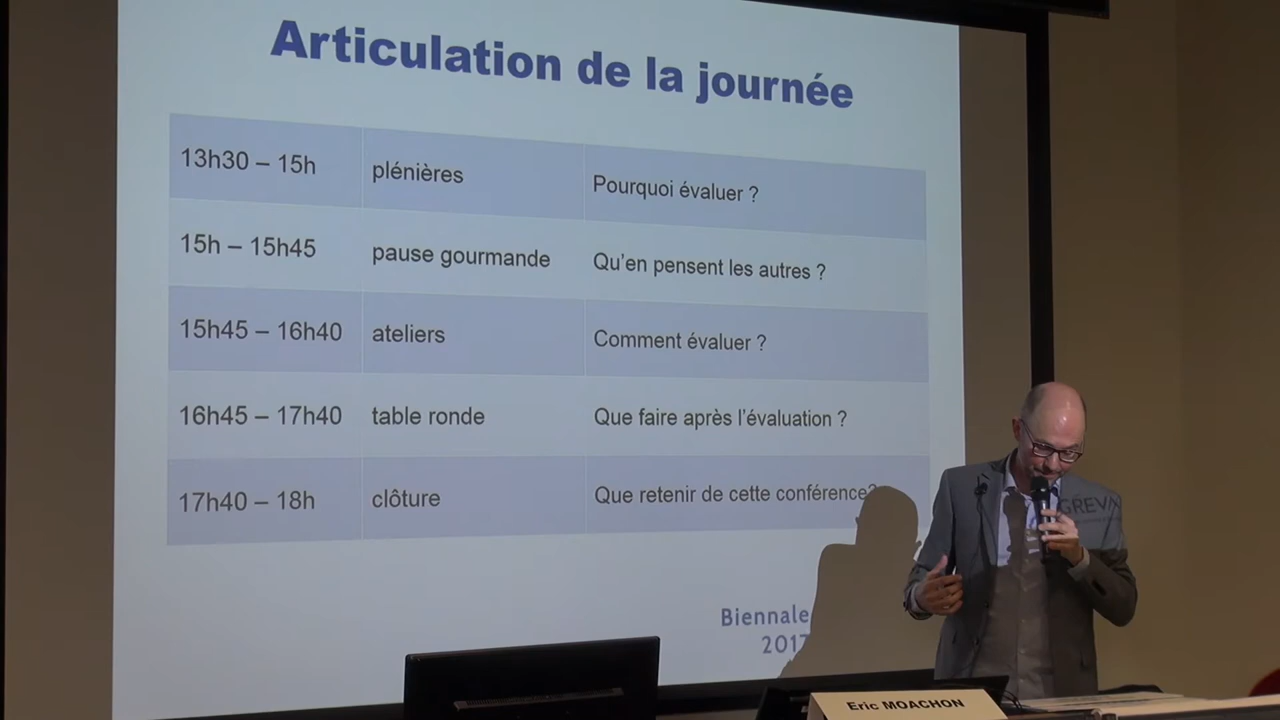 Articulation de la journée
13h30 – 15h plénières Pourquoi évaluer ?
15h – 15h45 pause gourmande Qu'en pensent les autres ?
15h45 – 16h40 ateliers Comment évaluer ?
16h45 – 17h40 table ronde Que faire après l'évaluation ?
17h40 – 18h clôture Que retenir de cette conférence?
GREVA
Biennale
2017
Eric MOACHON